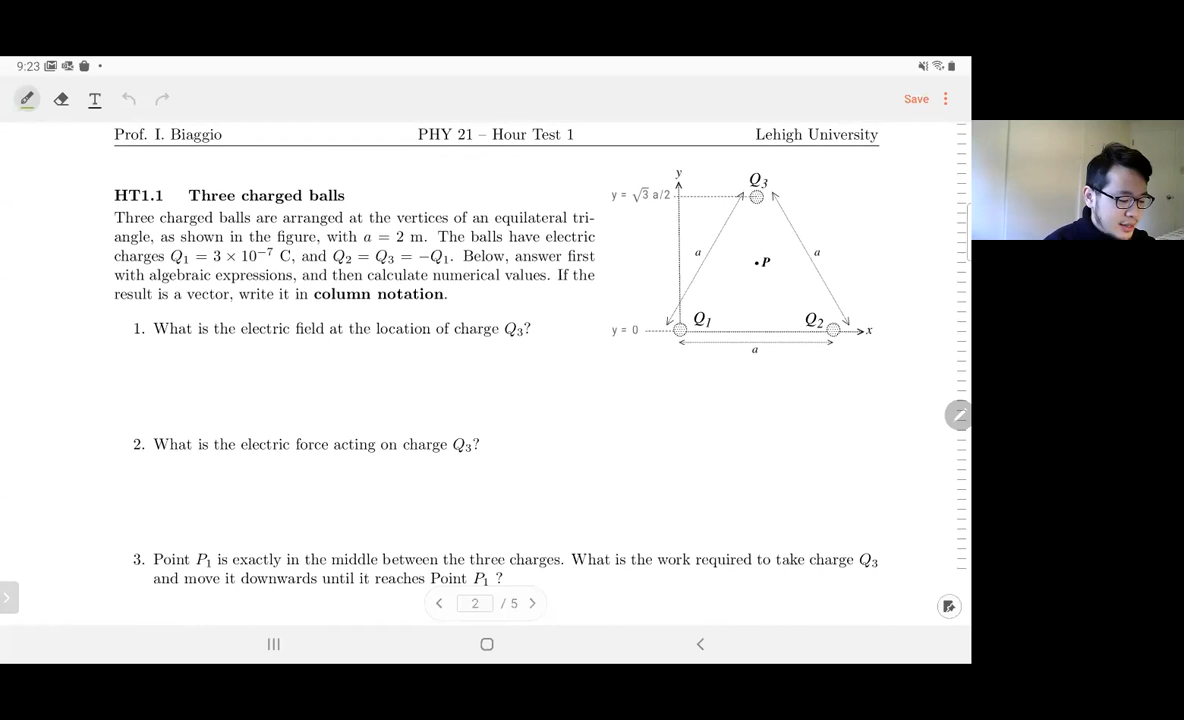 9:23
Save
Prof. I. Biaggio PHY 21 – Hour Test 1 Lehigh University
HT1.1 Three charged balls
Three charged balls are arranged at the vertices of an equilateral tri-
angle, as shown in the figure, with a = 2 m. The balls have electric
charges Q₁ = 3 × 10⁻⁷ C, and Q₂ = Q₃ = −Q₁. Below, answer first
with algebraic expressions, and then calculate numerical values. If the
result is a vector, write it in column notation.
y
Q₃
y = √3 a/2
a
a
P
Q₁
Q₂
y = 0
x
a
1. What is the electric field at the location of charge Q₃?
2. What is the electric force acting on charge Q₃?
3. Point P₁ is exactly in the middle between the three charges. What is the work required to take charge Q₃
and move it downwards until it reaches Point P₁ ?
2 / 5